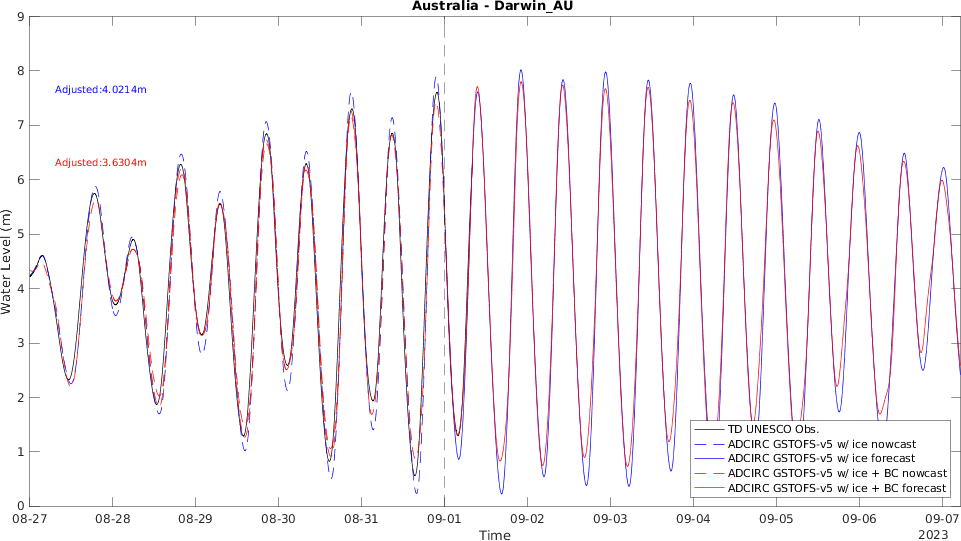 Australia - Darwin_AU
9
8
7
6
5
4
3
2
1
0
Water Level (m)
Adjusted:4.0214m
Adjusted:3.6304m
TD UNESCO Obs.
ADCIRC GSTOFS-v5 w/ ice nowcast
ADCIRC GSTOFS-v5 w/ ice forecast
ADCIRC GSTOFS-v5 w/ ice + BC nowcast
ADCIRC GSTOFS-v5 w/ ice + BC forecast
08-27 08-28 08-29 08-30 08-31 09-01 09-02 09-03 09-04 09-05 09-06 09-07
Time
2023